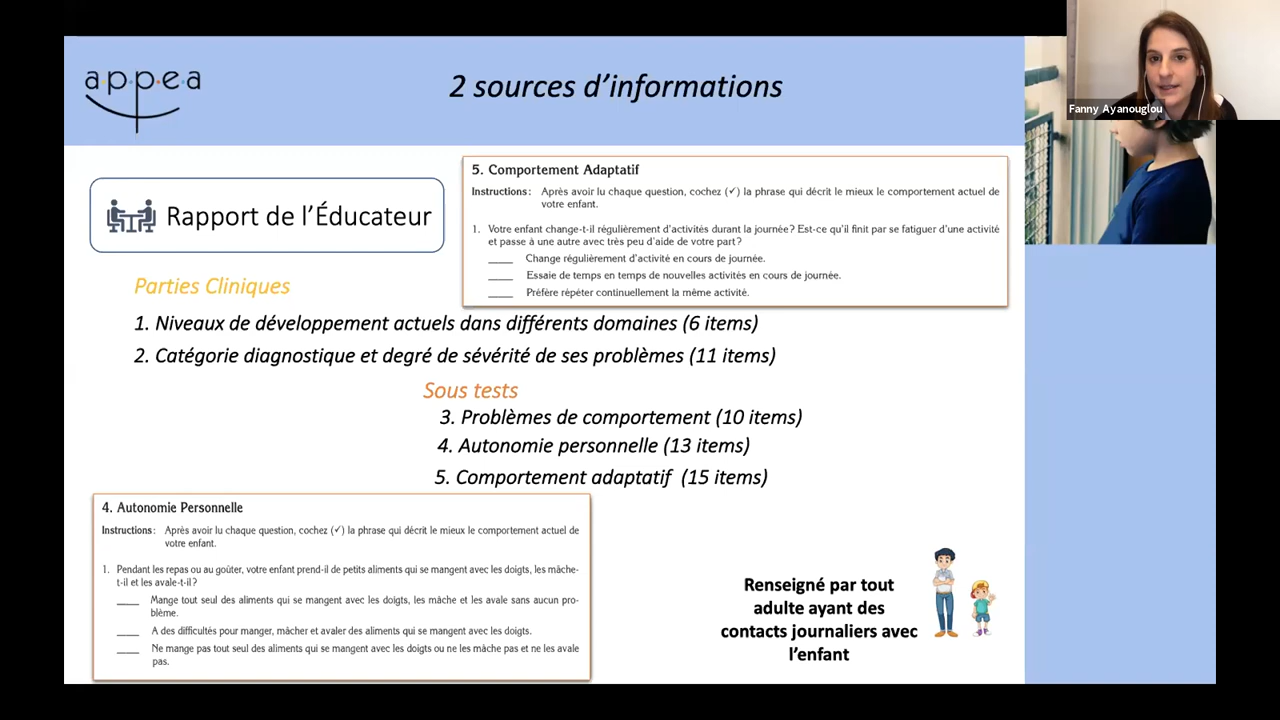 appea
2 sources d’informations
Fanny Ayanouglou
Rapport de l’Éducateur
5. Comportement Adaptatif
Instructions : Après avoir lu chaque question, cochez (✓) la phrase qui décrit le mieux le comportement actuel de
votre enfant.
1. Votre enfant change-t-il régulièrement d’activités durant la journée ? Est-ce qu’il finit par se fatiguer d’une activité
et passe à une autre avec très peu d’aide de votre part ?
____ Change régulièrement d’activité en cours de journée.
____ Essaie de temps en temps de nouvelles activités en cours de journée.
____ Préfère répéter continuellement la même activité.
Parties Cliniques
1. Niveaux de développement actuels dans différents domaines (6 items)
2. Catégorie diagnostique et degré de sévérité de ses problèmes (11 items)
Sous tests
3. Problèmes de comportement (10 items)
4. Autonomie personnelle (13 items)
5. Comportement adaptatif (15 items)
4. Autonomie Personnelle
Instructions : Après avoir lu chaque question, cochez (✓) la phrase qui décrit le mieux le comportement actuel de
votre enfant.
1. Pendant les repas ou au goûter, votre enfant prend-il de petits aliments qui se mangent avec les doigts, les mâche-
t-il et les avale-t-il ?
____ Mange tout seul des aliments qui se mangent avec les doigts, les mâche et les avale sans aucun pro-
blème.
____ A des difficultés pour manger, mâcher et avaler des aliments qui se mangent avec les doigts.
____ Ne mange pas tout seul des aliments qui se mangent avec les doigts ou ne les mâche pas et ne les avale
pas.
Renseigné par tout
adulte ayant des
contacts journaliers avec
l’enfant